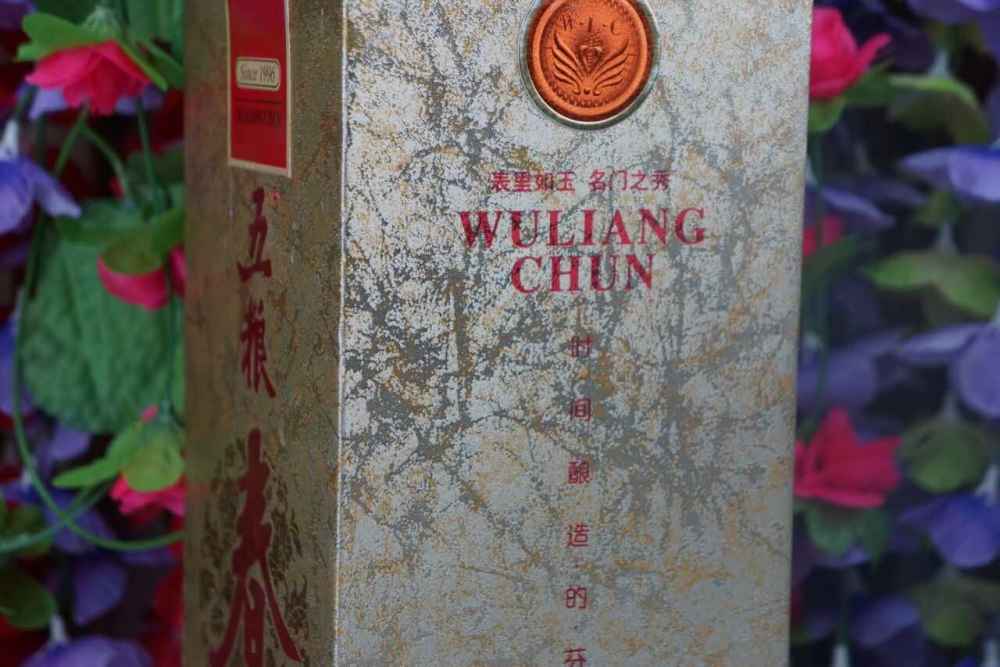 Since 1996
五粮春
W·L·C
表里如玉 名门之秀
WULIANG
CHUN
时间酿造的芬